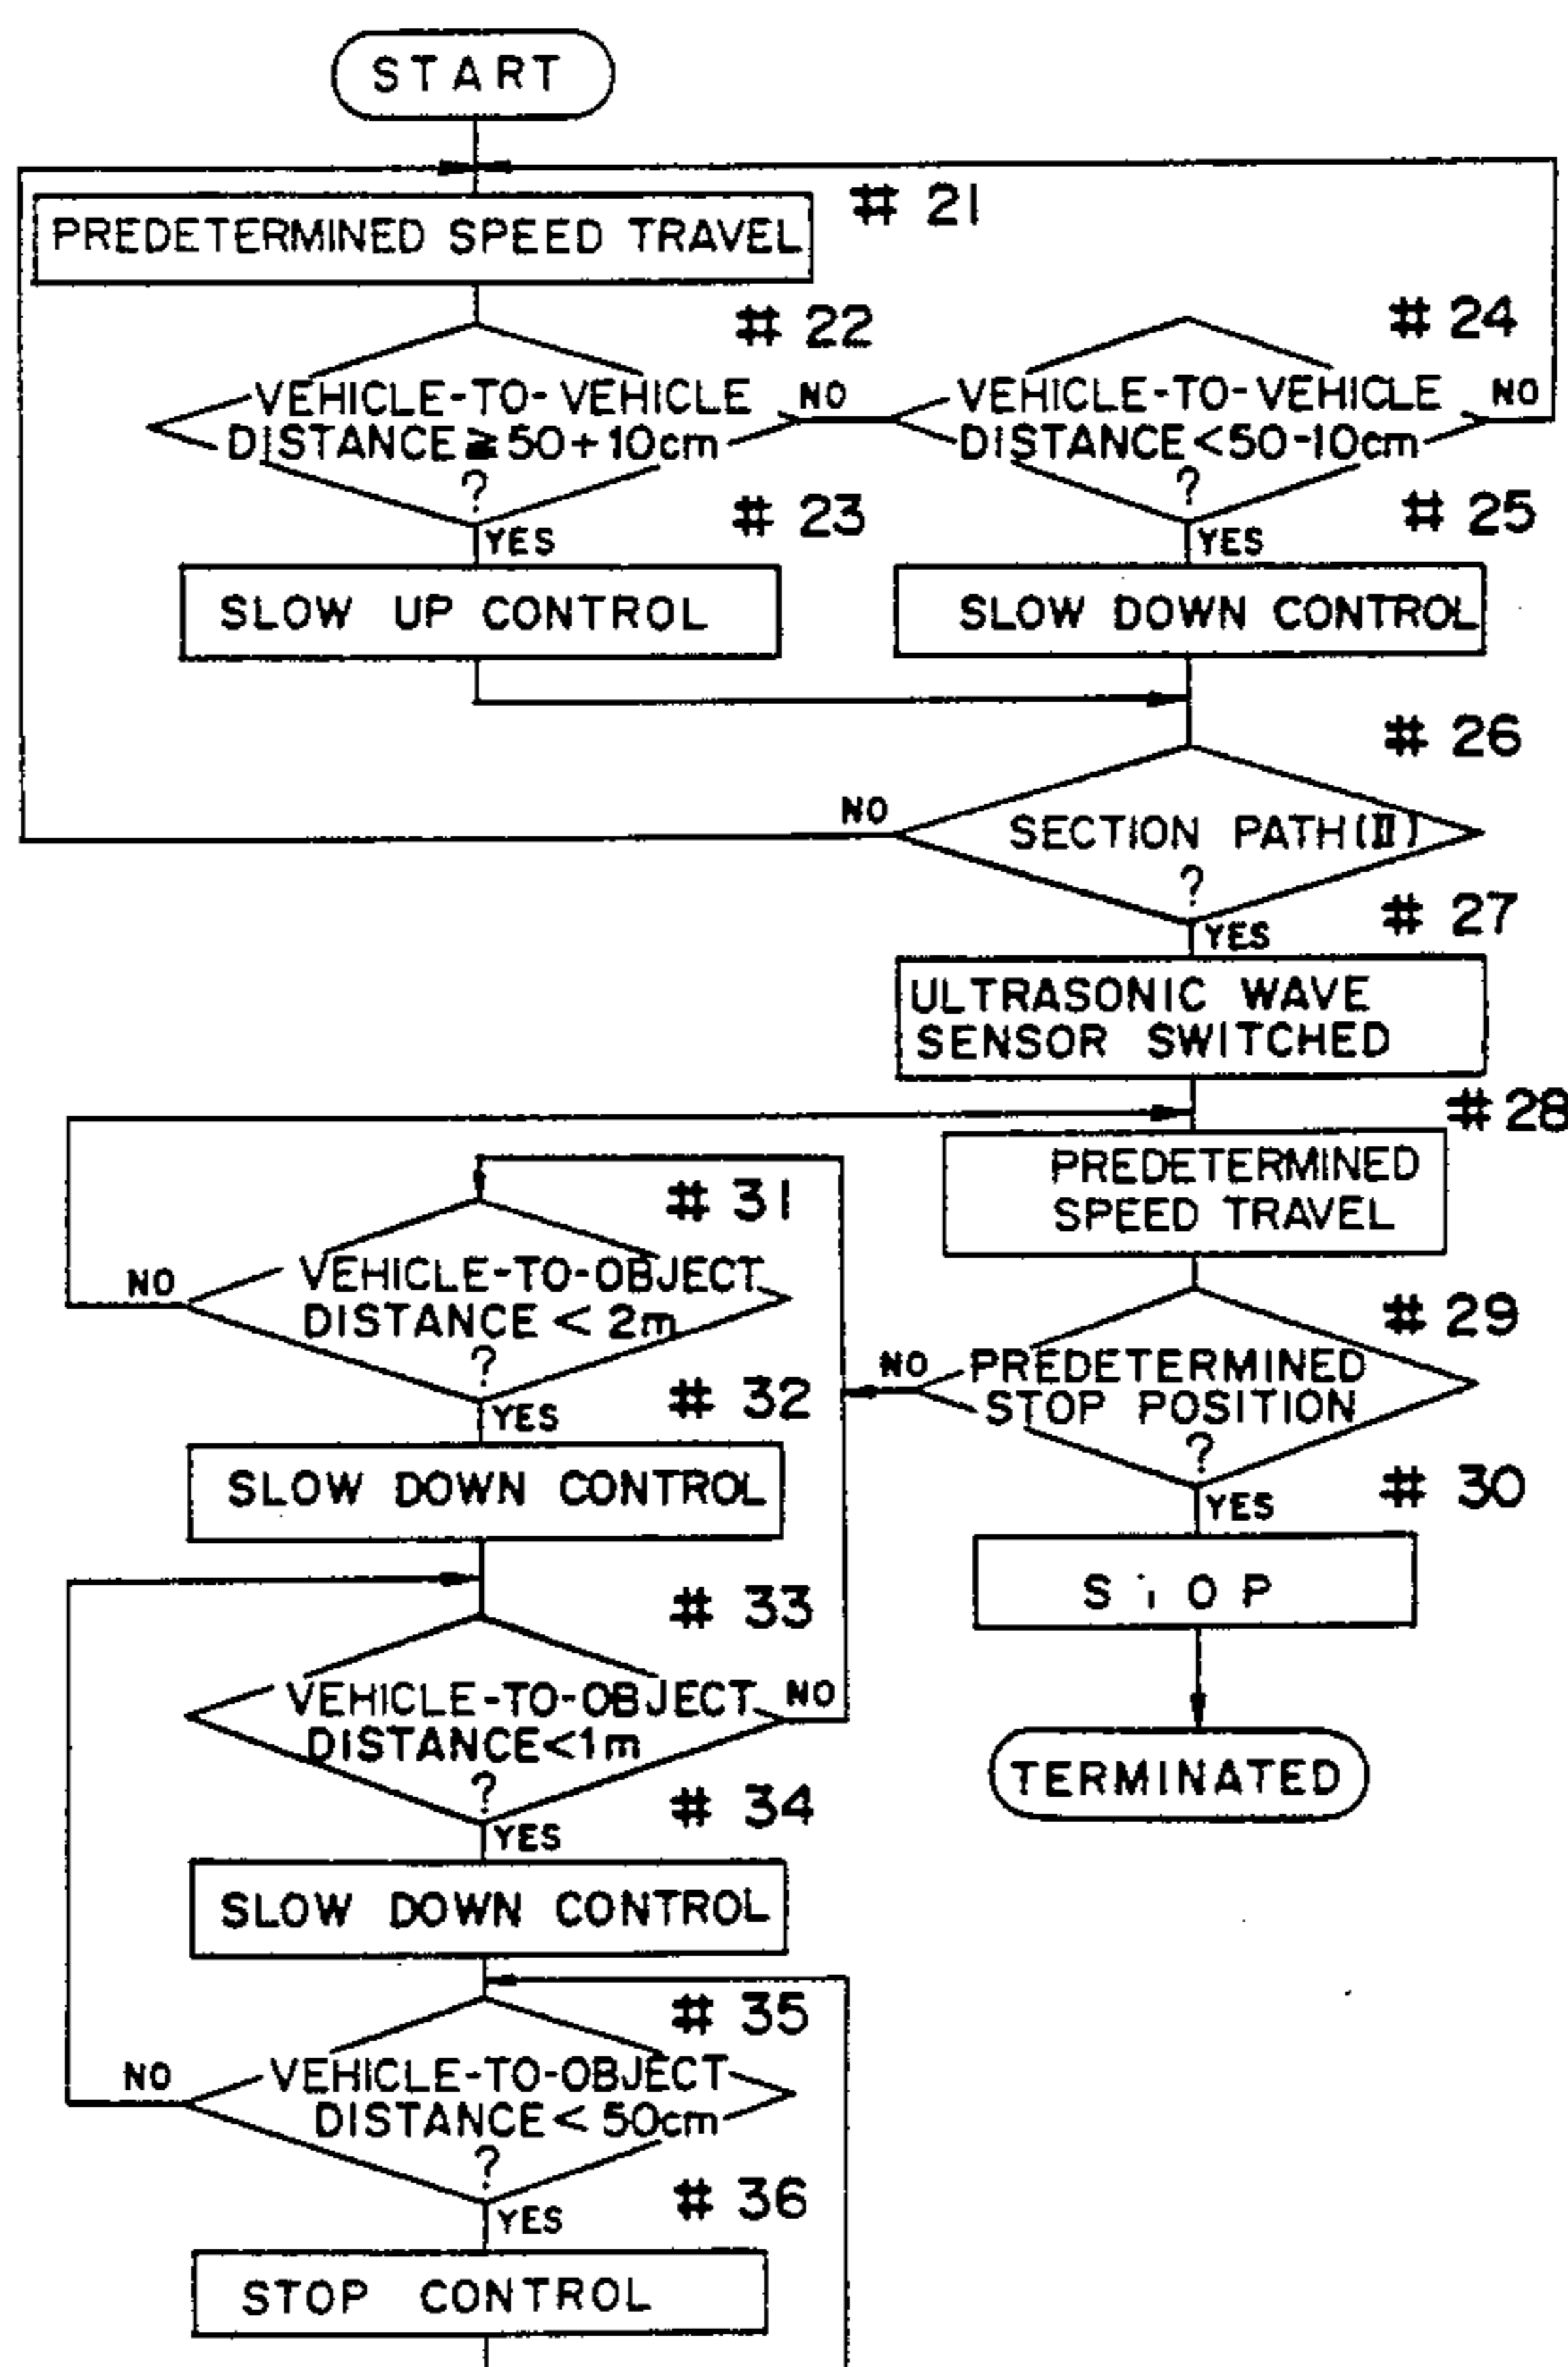 START
# 21
PREDETERMINED SPEED TRAVEL
# 22
VEHICLE-TO-VEHICLE
DISTANCE ≧ 50+10cm
?
NO
YES
# 24
VEHICLE-TO-VEHICLE
DISTANCE < 50-10cm
?
NO
YES
# 23
SLOW UP CONTROL
# 25
SLOW DOWN CONTROL
# 26
SECTION PATH (II)
?
NO
YES
# 27
ULTRASONIC WAVE
SENSOR SWITCHED
# 28
PREDETERMINED
SPEED TRAVEL
# 29
PREDETERMINED
STOP POSITION
?
NO
YES
# 30
STOP
TERMINATED
# 31
VEHICLE-TO-OBJECT
DISTANCE < 2m
?
NO
YES
# 32
SLOW DOWN CONTROL
# 33
VEHICLE-TO-OBJECT
DISTANCE < 1m
?
NO
YES
# 34
SLOW DOWN CONTROL
# 35
VEHICLE-TO-OBJECT
DISTANCE < 50cm
?
NO
YES
# 36
STOP CONTROL